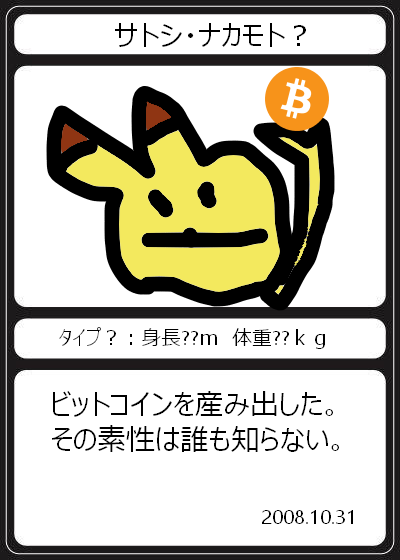 サトシ・ナカモト？
₿
ﾀｲﾌﾟ？：身長??ｍ 体重??ｋｇ
ビットコインを産み出した。
その素性は誰も知らない。
2008.10.31